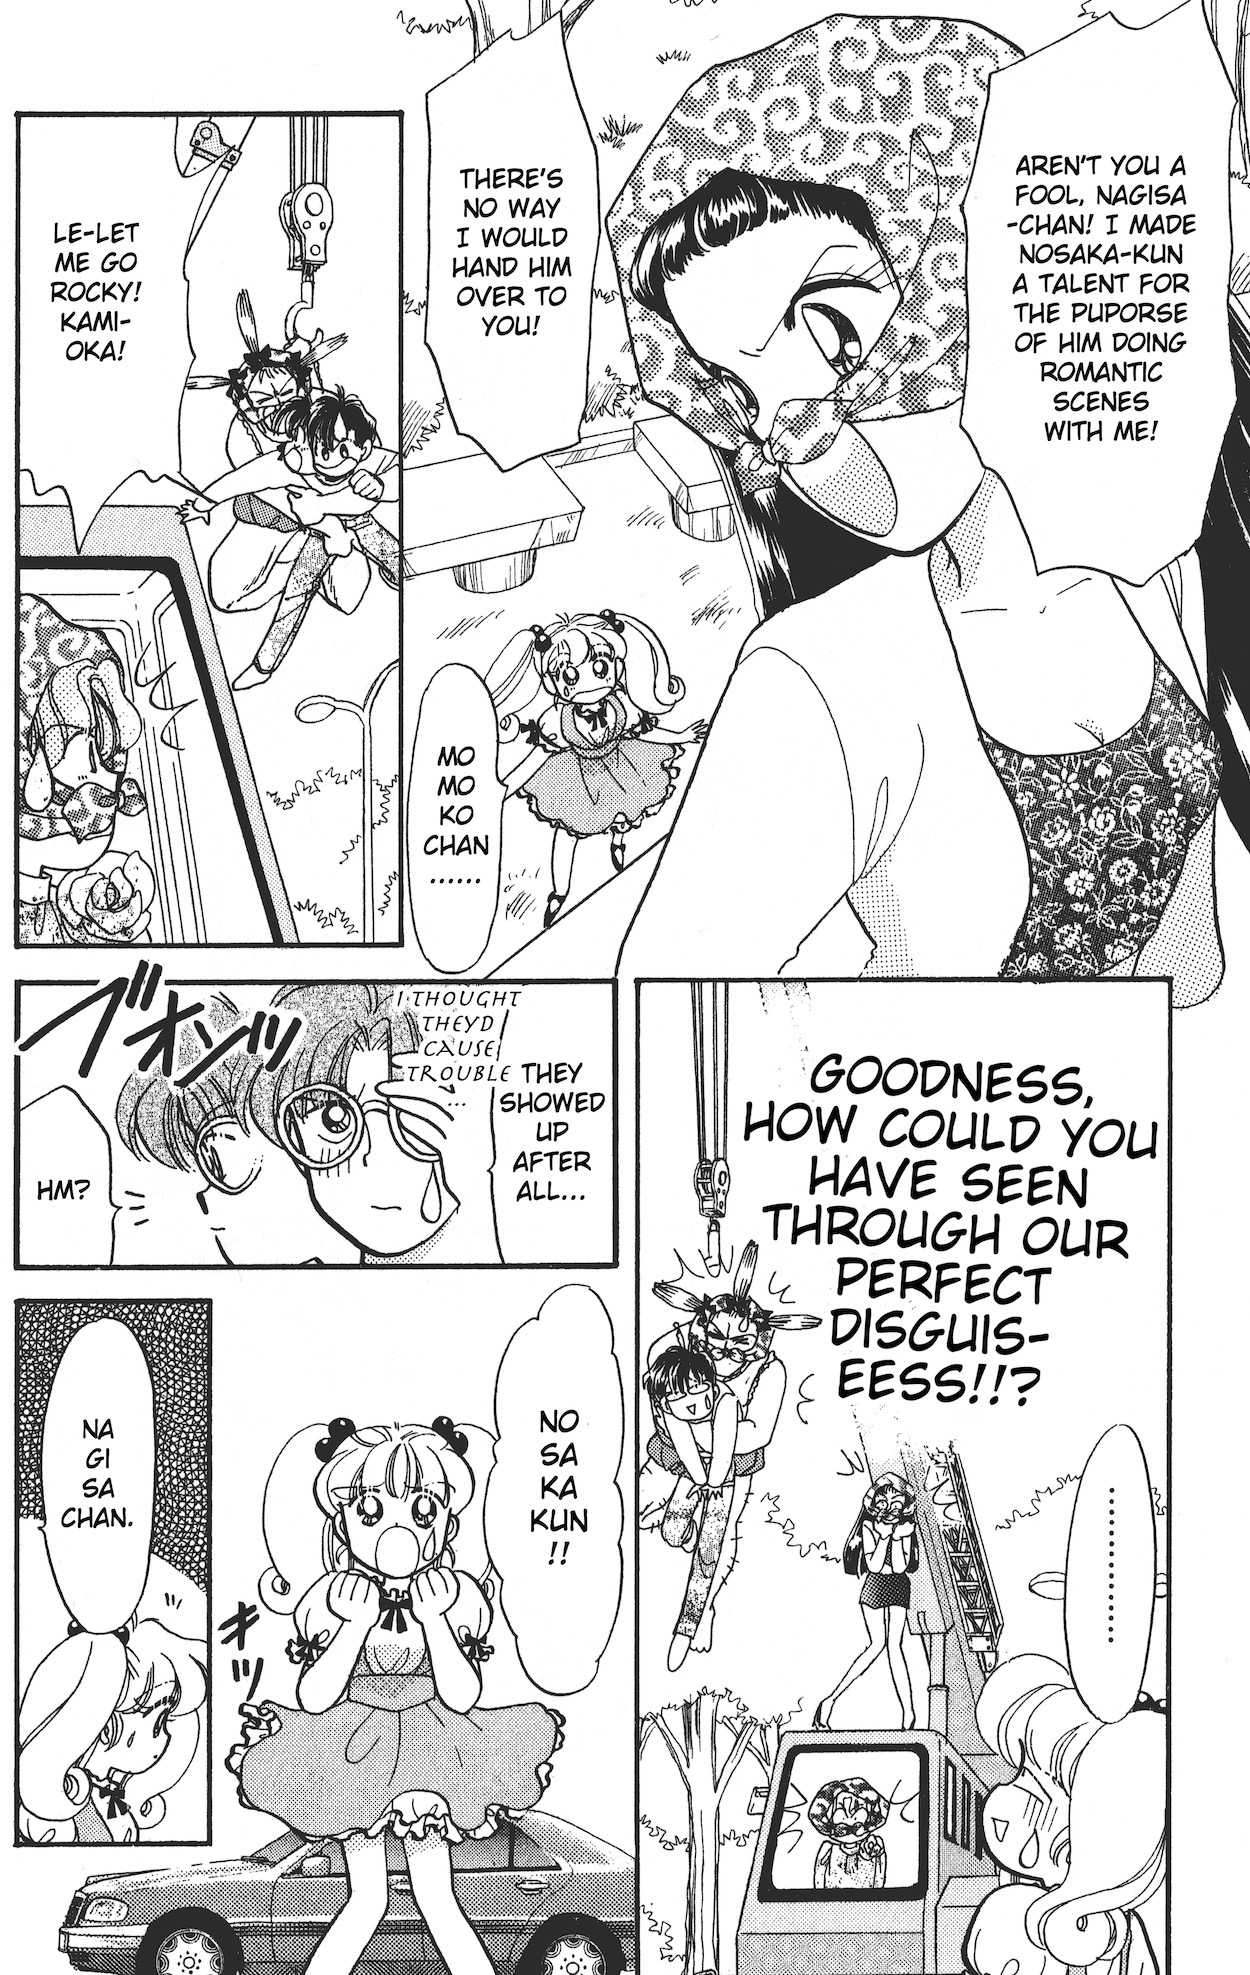 AREN'T YOU A
FOOL, NAGISA
-CHAN! I MADE
NOSAKA-KUN
A TALENT FOR
THE PUPORSE
OF HIM DOING
ROMANTIC
SCENES
WITH ME!
THERE'S
NO WAY
I WOULD
HAND HIM
OVER TO
YOU!
MO
MO
KO
CHAN
......
LE-LET
ME GO
ROCKY!
KAMI-
OKA!
GOODNESS,
HOW COULD YOU
HAVE SEEN
THROUGH OUR
PERFECT
DISGUIS-
EESS!!?
............
I THOUGHT
THEYD
CAUSE
TROUBLE
...
THEY
SHOWED
UP
AFTER
ALL...
ブオンッ
HM?
NO
SA
KA
KUN
!!
キッ
NA
GI
SA
CHAN.